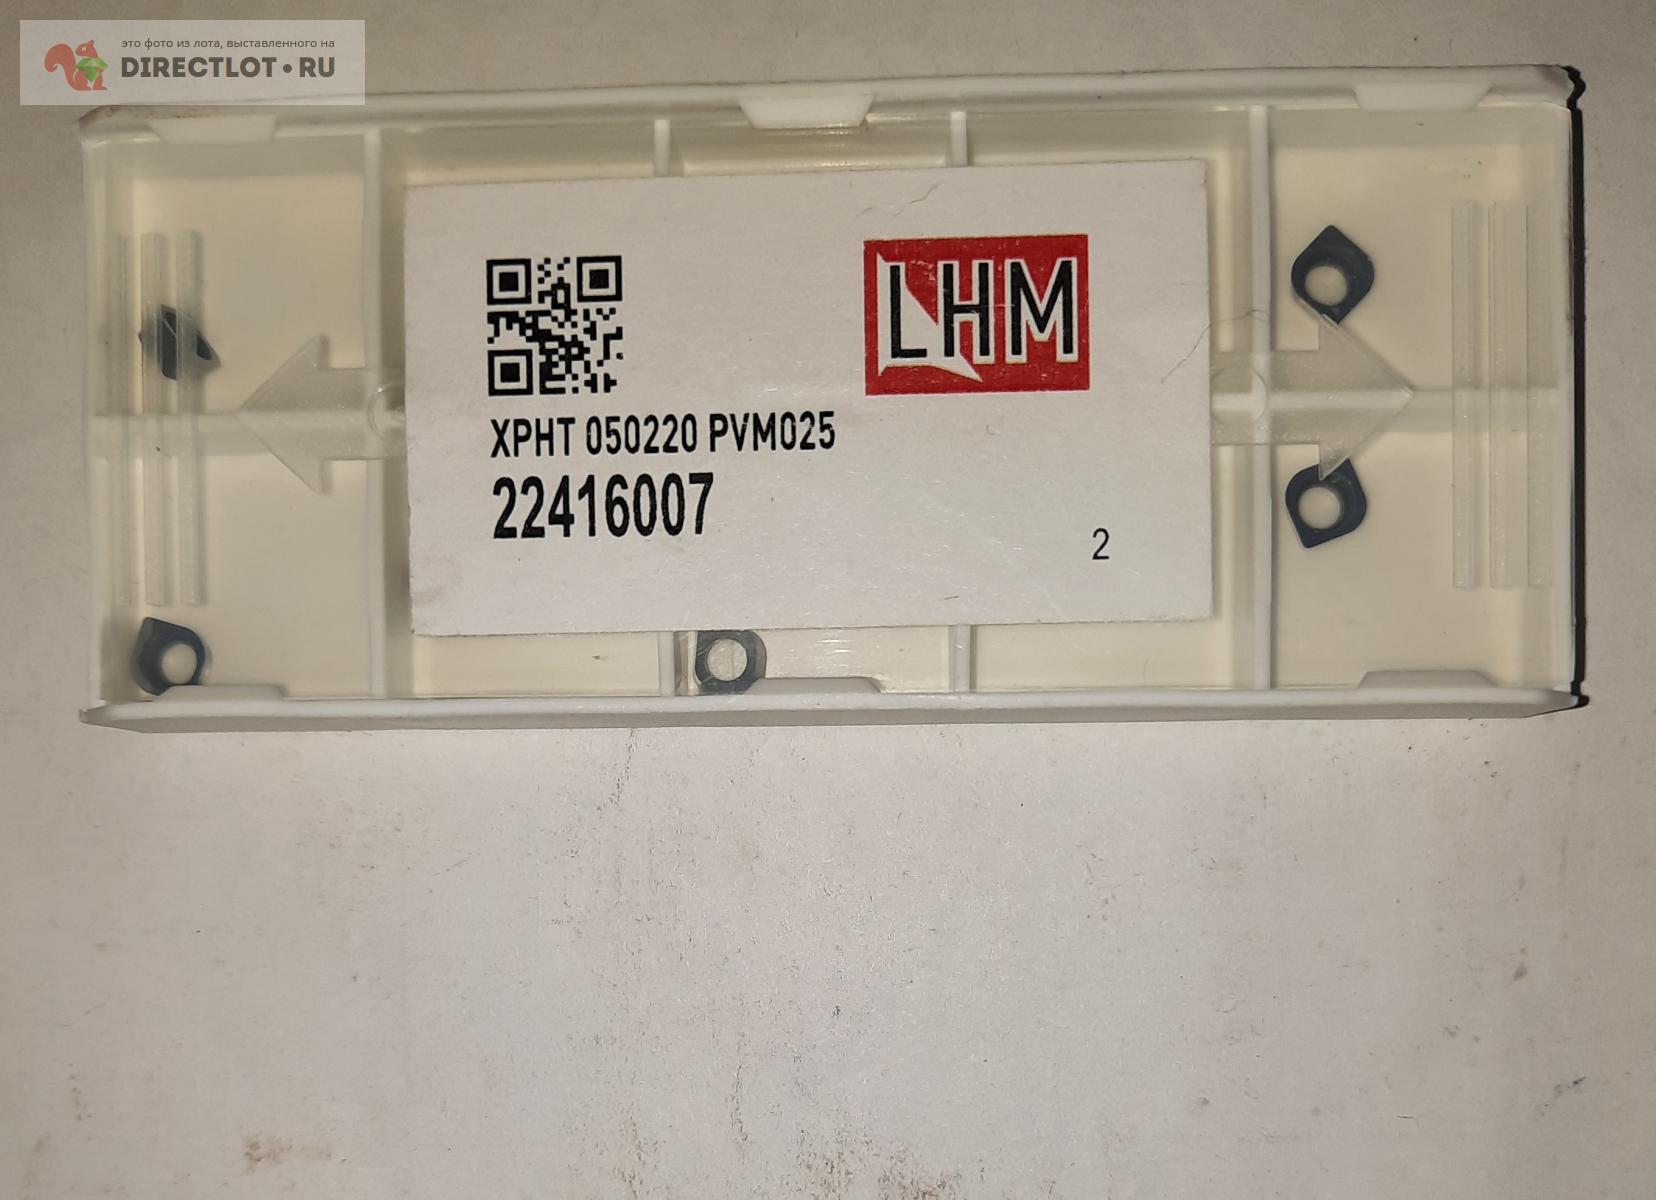 это фото из лота, выставленного на
DIRECTLOT•RU
LHM
XPHT 050220 PVM025
22416007
2